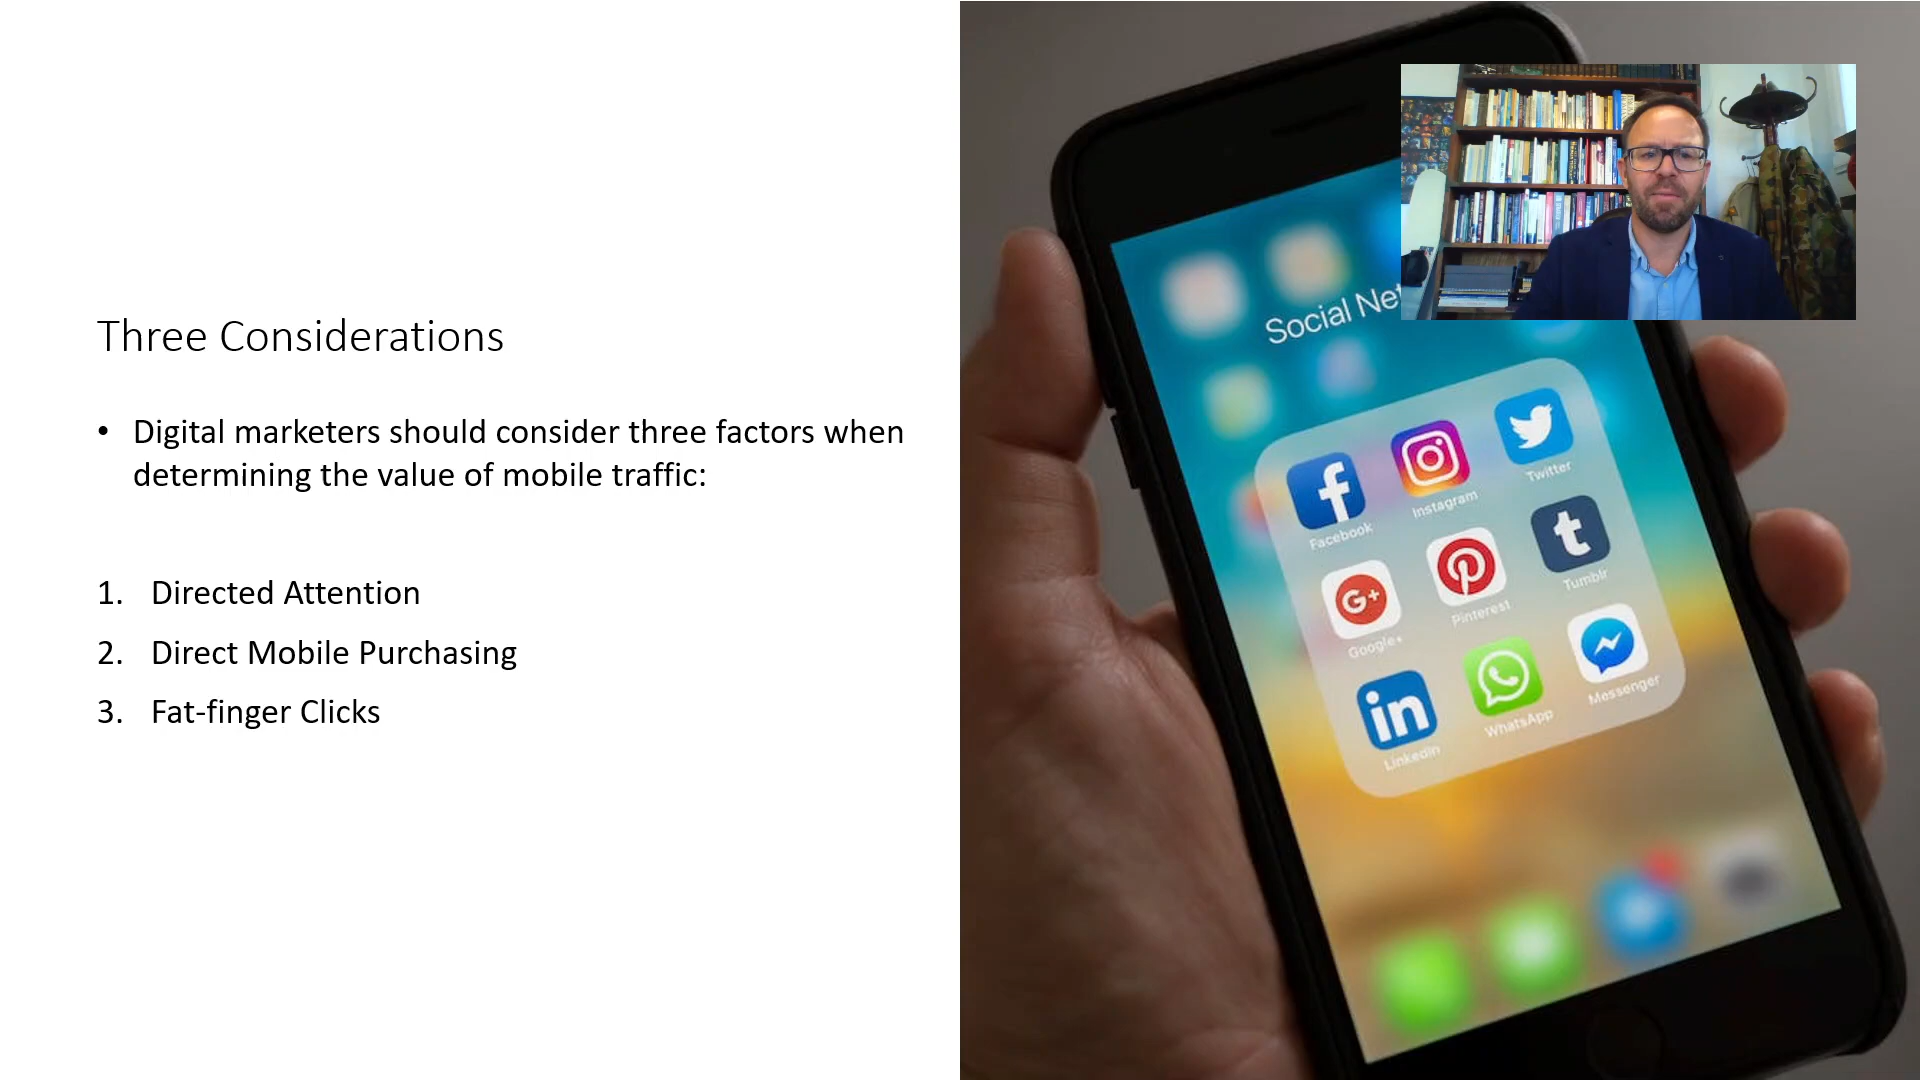 Three Considerations
• Digital marketers should consider three factors when
determining the value of mobile traffic:
1. Directed Attention
2. Direct Mobile Purchasing
3. Fat-finger Clicks
Social Net
Facebook
Instagram
Twitter
Google+
Pinterest
Tumblr
LinkedIn
WhatsApp
Messenger